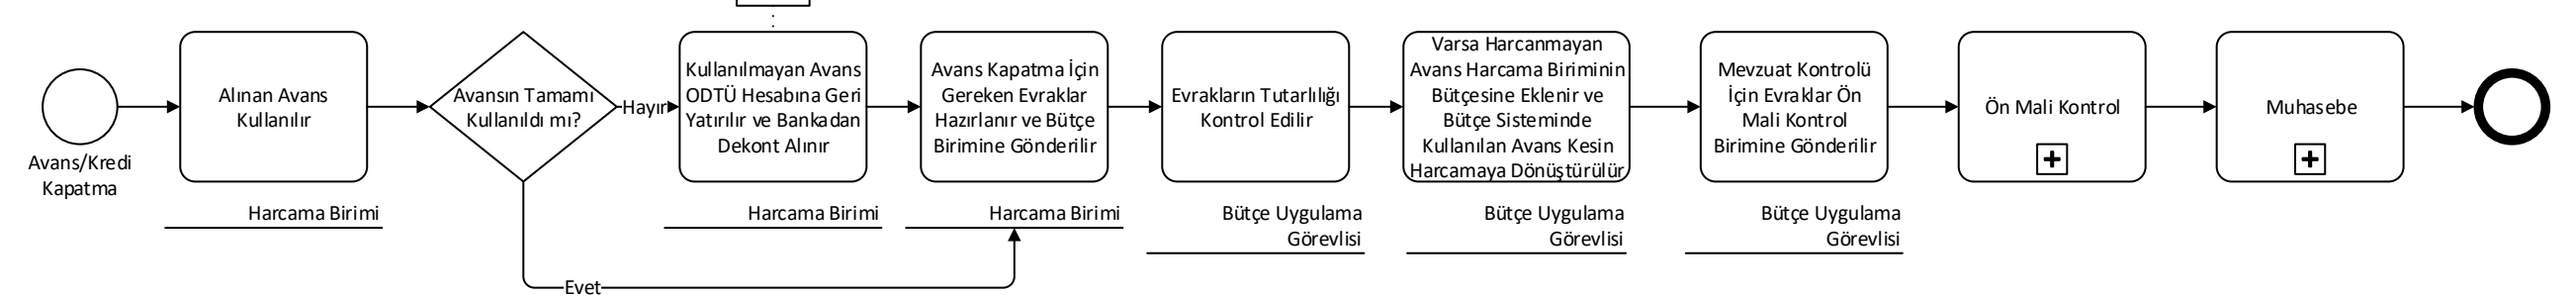 Avans/Kredi
Kapatma
Alınan Avans
Kullanılır
Harcama Birimi
Avansın Tamamı
Kullanıldı mı?
Hayır
Evet
Kullanılmayan Avans
ODTÜ Hesabına Geri
Yatırılır ve Bankadan
Dekont Alınır
Harcama Birimi
Avans Kapatma İçin
Gereken Evraklar
Hazırlanır ve Bütçe
Birimine Gönderilir
Harcama Birimi
Evrakların Tutarlılığı
Kontrol Edilir
Bütçe Uygulama
Görevlisi
Varsa Harcanmayan
Avans Harcama Biriminin
Bütçesine Eklenir ve
Bütçe Sisteminde
Kullanılan Avans Kesin
Harcamaya Dönüştürülür
Bütçe Uygulama
Görevlisi
Mevzuat Kontrolü
İçin Evraklar Ön
Mali Kontrol
Birimine Gönderilir
Bütçe Uygulama
Görevlisi
Ön Mali Kontrol
Muhasebe